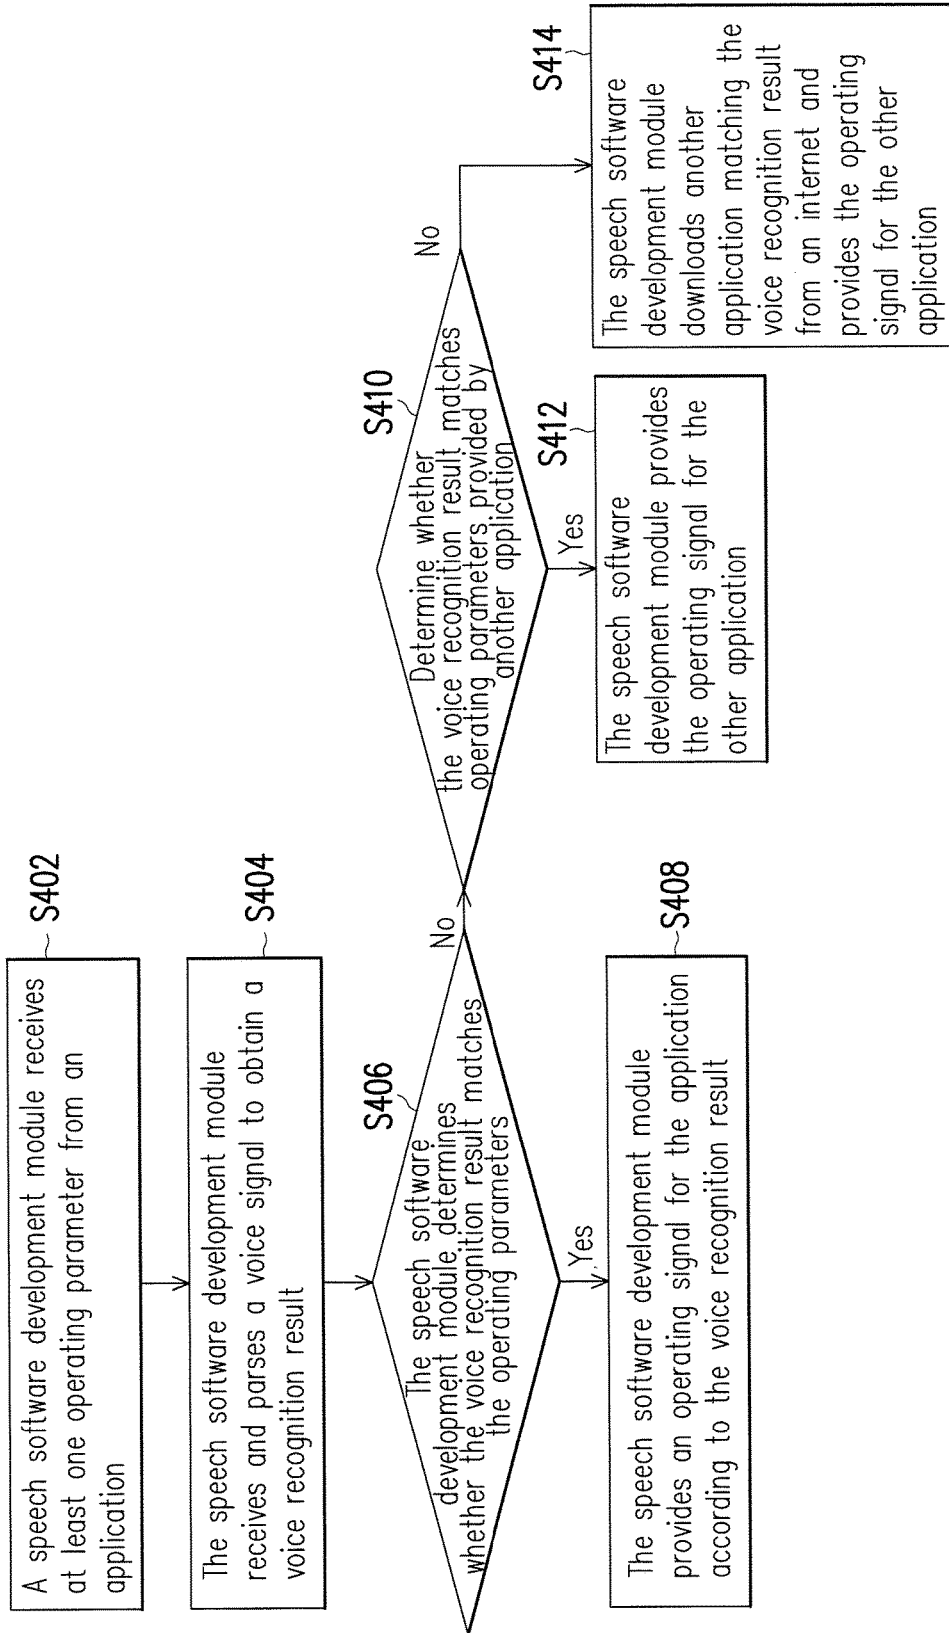 S402
A speech software development module receives
at least one operating parameter from an
application
S404
The speech software development module
receives and parses a voice signal to obtain a
voice recognition result
S406
The speech software
development module determines
whether the voice recognition result matches
the operating parameters
No
Yes
S408
The speech software development module
provides an operating signal for the application
according to the voice recognition result
S410
Determine whether
the voice recognition result matches
operating parameters provided by
another application
No
Yes
S412
The speech software
development module provides
the operating signal for the
other application
S414
The speech software
development module
downloads another
application matching the
voice recognition result
from an internet and
provides the operating
signal for the other
application